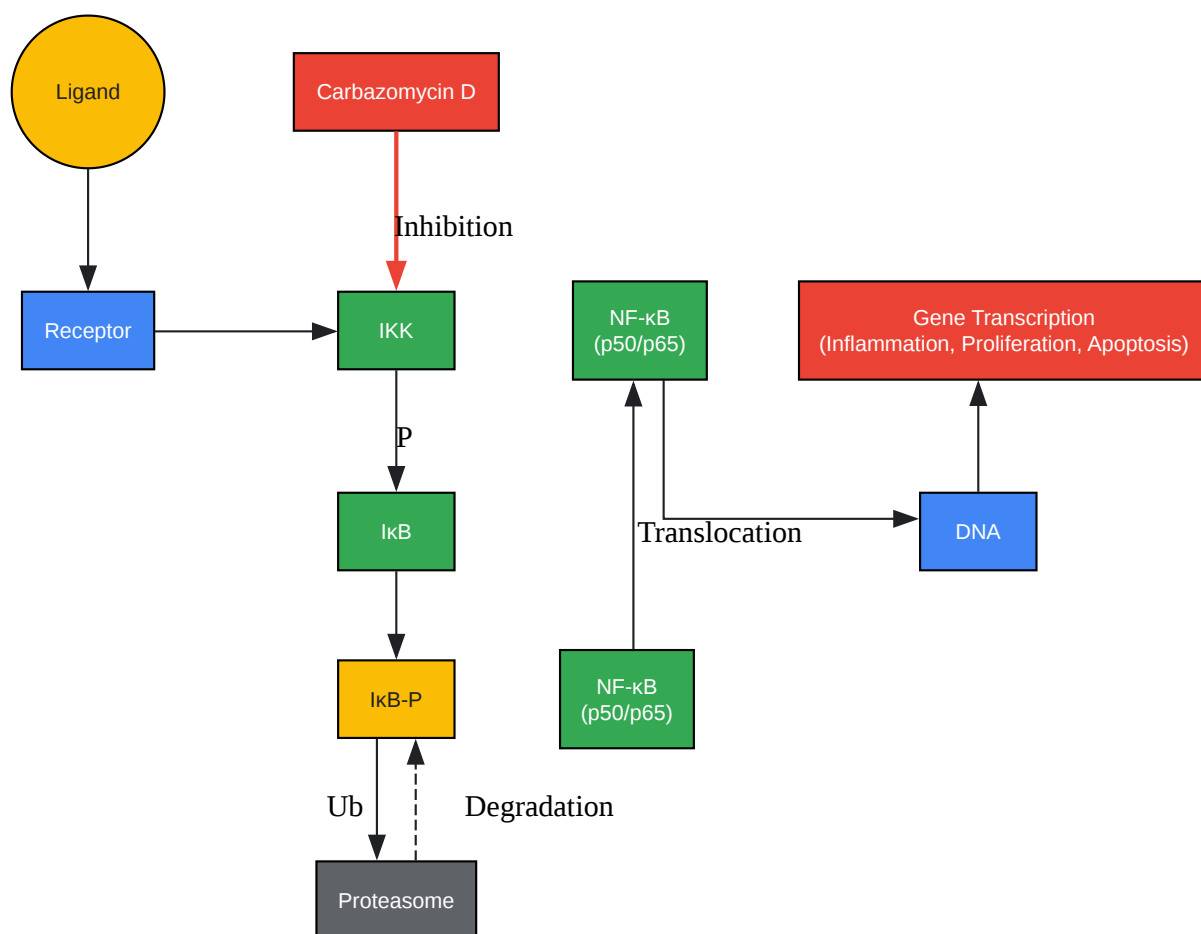 Ligand
Carbazomycin D
Inhibition
Receptor
IKK
NF-κB
(p50/p65)
Gene Transcription
(Inflammation, Proliferation, Apoptosis)
P
IκB
Translocation
DNA
IκB-P
NF-κB
(p50/p65)
Ub
Degradation
Proteasome